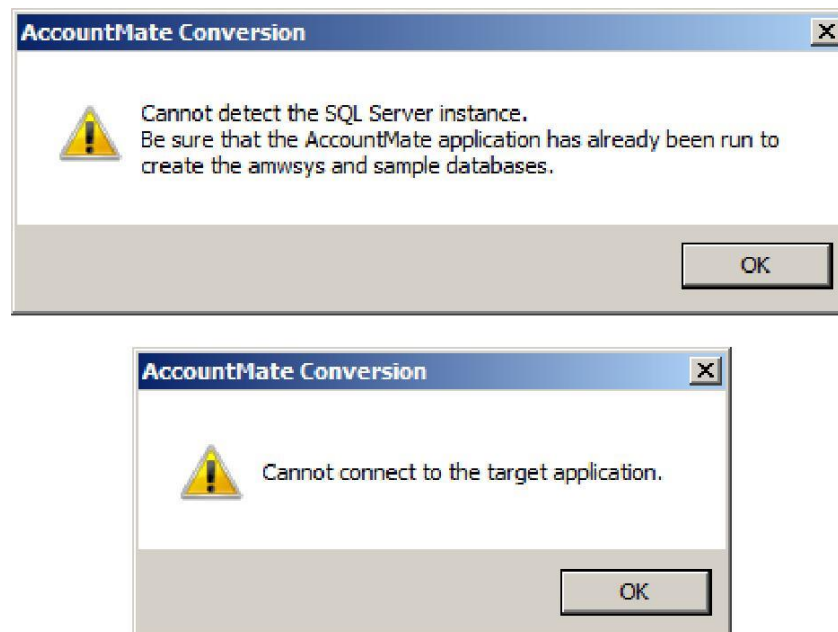 AccountMate Conversion
Cannot detect the SQL Server instance.
Be sure that the AccountMate application has already been run to
create the amwsys and sample databases.
OK
AccountMate Conversion
Cannot connect to the target application.
OK